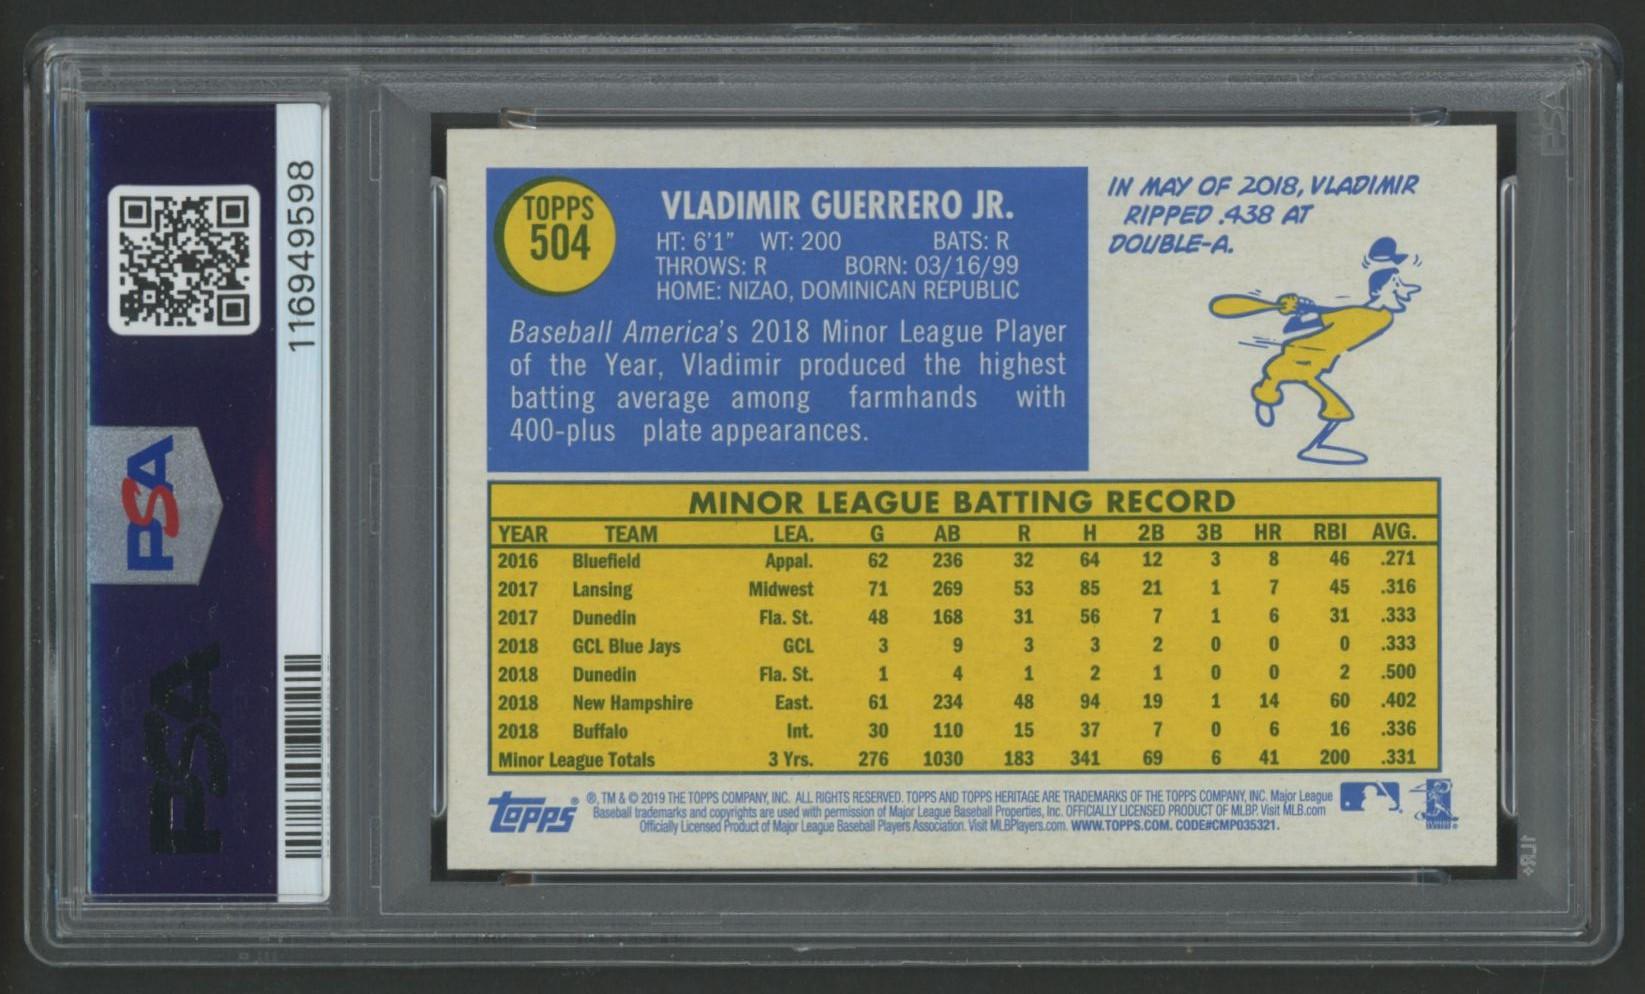 116949598
PSA
PSA
PSA
TOPPS
504
VLADIMIR GUERRERO JR.
HT: 6'1" WT: 200 BATS: R
THROWS: R BORN: 03/16/99
HOME: NIZAO, DOMINICAN REPUBLIC
Baseball America's 2018 Minor League Player
of the Year, Vladimir produced the highest
batting average among farmhands with
400-plus plate appearances.
IN MAY OF 2018, VLADIMIR
RIPPED .438 AT
DOUBLE-A.
MINOR LEAGUE BATTING RECORD
YEAR TEAM LEA. G AB R H 2B 3B HR RBI AVG.
2016 Bluefield Appal. 62 236 32 64 12 3 8 46 .271
2017 Lansing Midwest 71 269 53 85 21 1 7 45 .316
2017 Dunedin Fla. St. 48 168 31 56 7 1 6 31 .333
2018 GCL Blue Jays GCL 3 9 3 3 2 0 0 0 .333
2018 Dunedin Fla. St. 1 4 1 2 1 0 0 2 .500
2018 New Hampshire East. 61 234 48 94 19 1 14 60 .402
2018 Buffalo Int. 30 110 15 37 7 0 6 16 .336
Minor League Totals 3 Yrs. 276 1030 183 341 69 6 41 200 .331
topps®
®, TM & © 2019 THE TOPPS COMPANY, INC. ALL RIGHTS RESERVED. TOPPS AND TOPPS HERITAGE ARE TRADEMARKS OF THE TOPPS COMPANY, INC. Major League
Baseball trademarks and copyrights are used with permission of Major League Baseball Properties, Inc. OFFICIALLY LICENSED PRODUCT OF MLBP. Visit MLB.com
Officially Licensed Product of Major League Baseball Players Association. Visit MLBPlayers.com. WWW.TOPPS.COM. CODE#CMP035321.